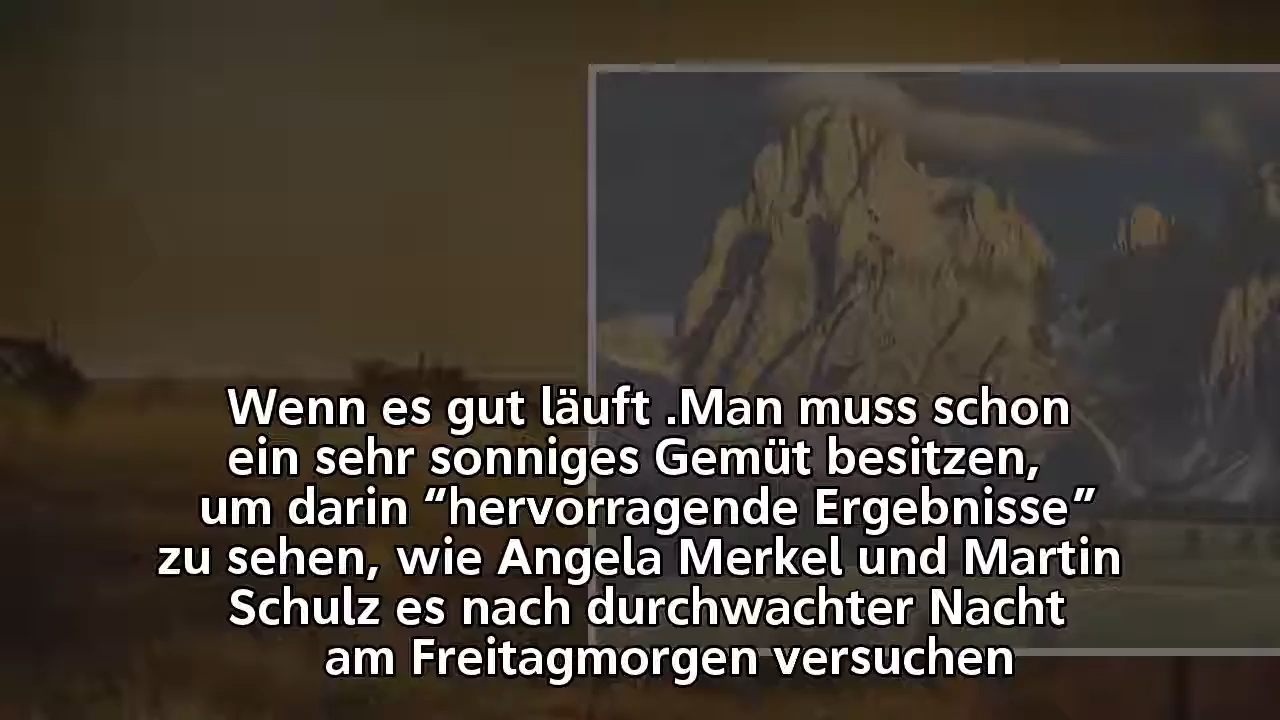 Wenn es gut läuft .Man muss schon
ein sehr sonniges Gemüt besitzen,
um darin “hervorragende Ergebnisse”
zu sehen, wie Angela Merkel und Martin
Schulz es nach durchwachter Nacht
am Freitagmorgen versuchen